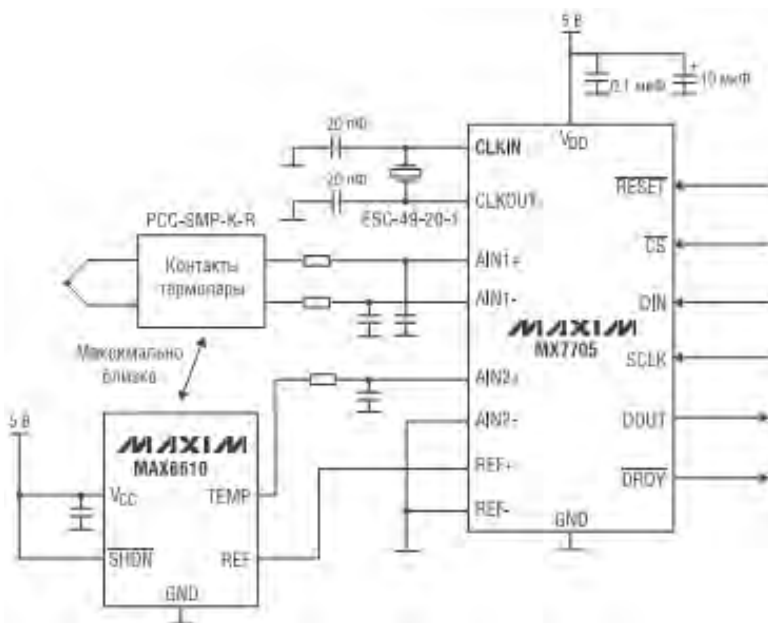 5 В
0,1 мкФ
10 мкФ
20 пФ
VDD
CLKIN
RESET
20 пФ
CLKOUT
ESC-49-20-1
PCC-SMP-K-R
CS
Контакты
термопары
AIN1+
AIN1-
DIN
MAXIM
MX7705
SCLK
Максимально
близко
AIN2+
5 В
AIN2-
DOUT
MAXIM
MAX6610
REF+
DRDY
VCC
TEMP
REF-
SHDN
REF
GND
GND